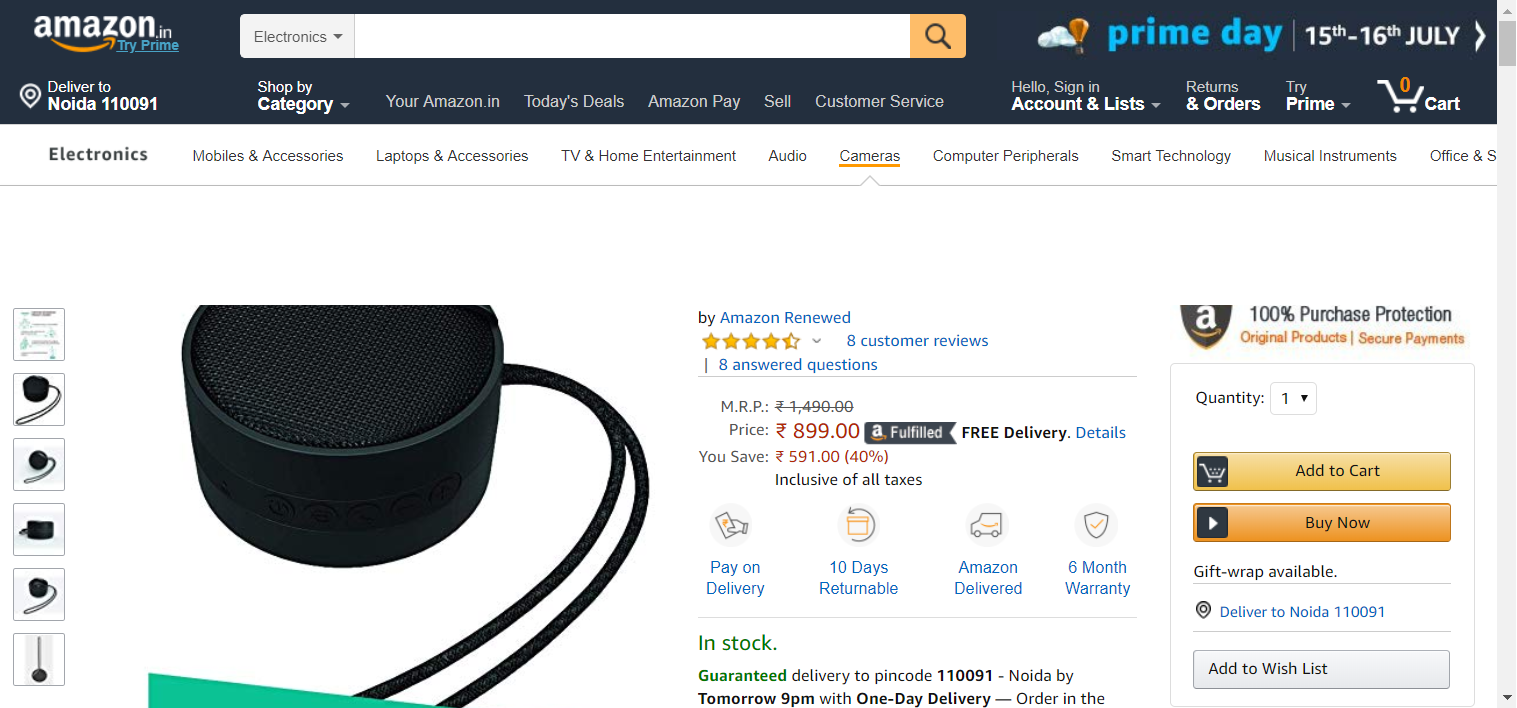 amazon.in
Try Prime
Electronics
prime day 15th-16th JULY
Deliver to
Noida 110091
Shop by
Category
Your Amazon.in Today's Deals Amazon Pay Sell Customer Service
Hello, Sign in
Account & Lists
Returns
& Orders
Try
Prime
0
Cart
Electronics Mobiles & Accessories Laptops & Accessories TV & Home Entertainment Audio Cameras Computer Peripherals Smart Technology Musical Instruments Office & S
by Amazon Renewed
8 customer reviews
| 8 answered questions
M.R.P.: ₹ 1,490.00
Price: ₹ 899.00 a Fulfilled FREE Delivery. Details
You Save: ₹ 591.00 (40%)
Inclusive of all taxes
Pay on
Delivery
10 Days
Returnable
Amazon
Delivered
6 Month
Warranty
In stock.
Guaranteed delivery to pincode 110091 - Noida by
Tomorrow 9pm with One-Day Delivery — Order in the
a
100% Purchase Protection
Original Products | Secure Payments
Quantity: 1
Add to Cart
Buy Now
Gift-wrap available.
Deliver to Noida 110091
Add to Wish List